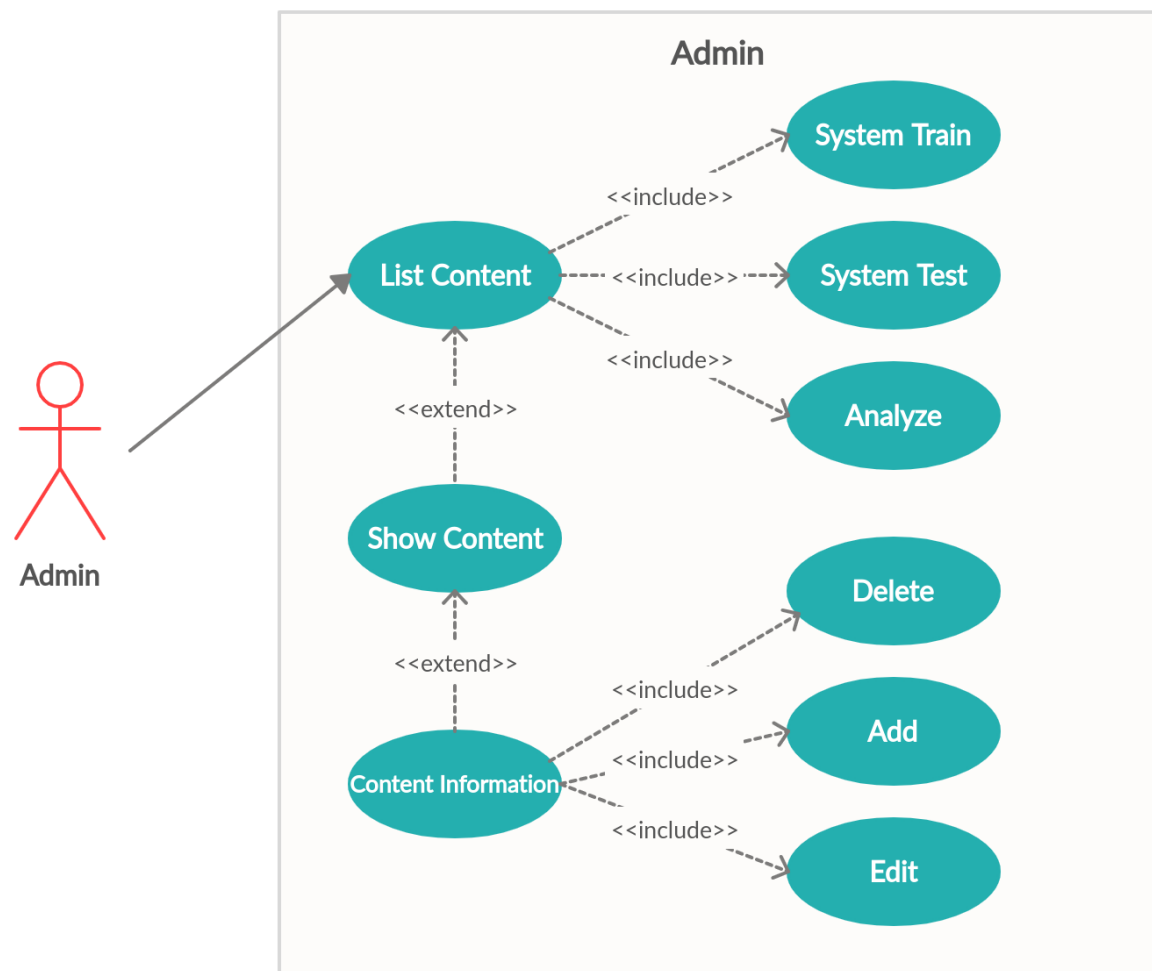 Admin
System Train
<<include>>
List Content
<<include>>
System Test
<<include>>
<<extend>>
Analyze
Show Content
Admin
Delete
<<extend>>
<<include>>
Add
<<include>>
Content Information
<<include>>
Edit